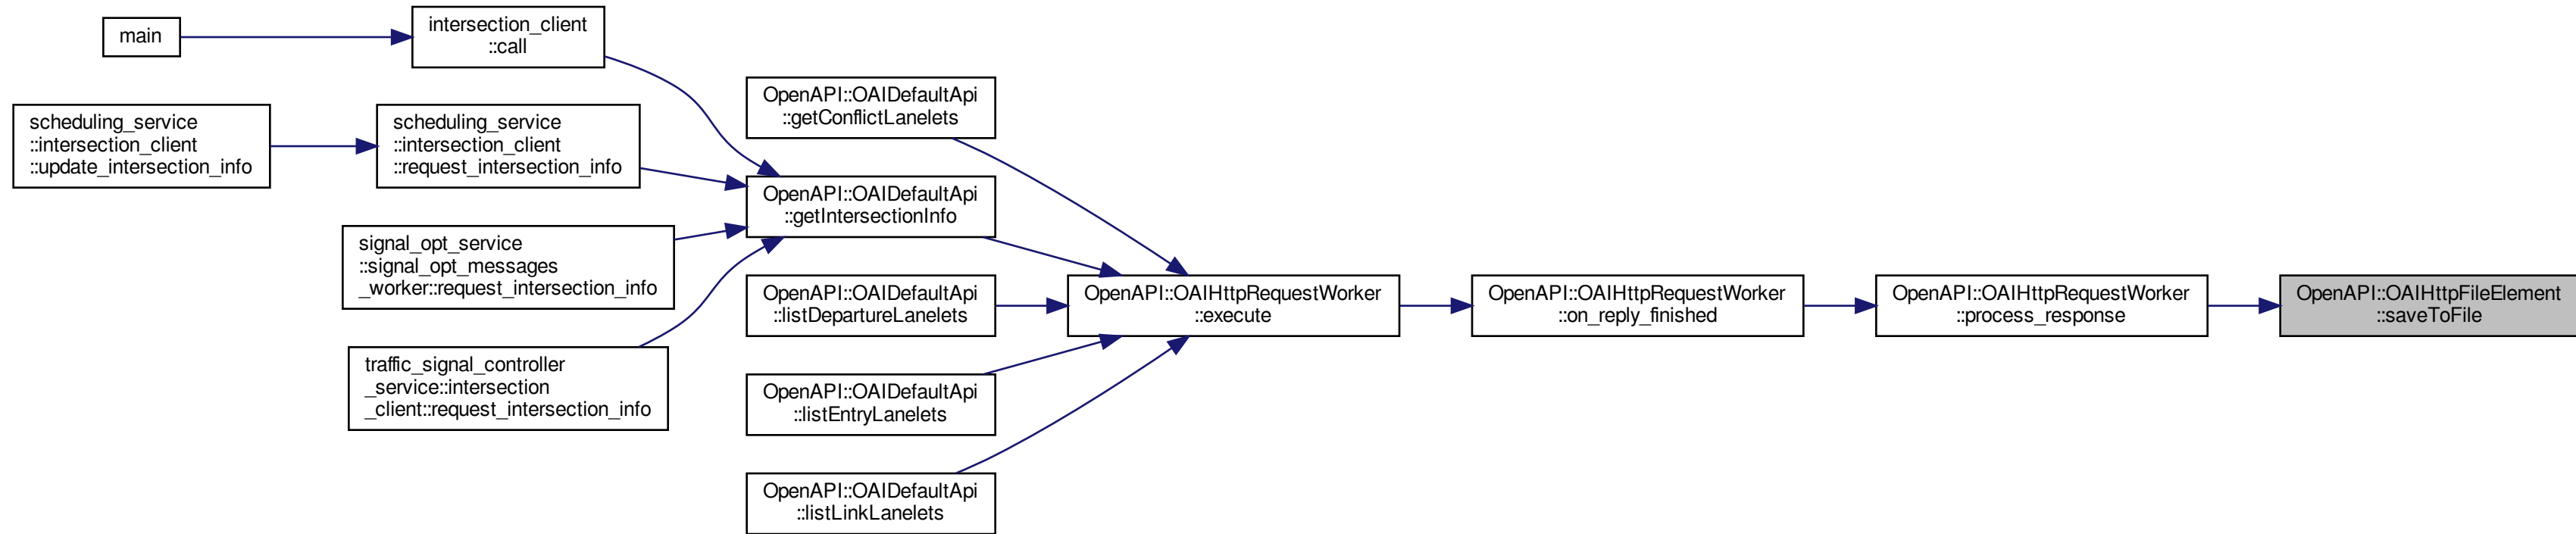 main
intersection_client
::call
scheduling_service
::intersection_client
::update_intersection_info
scheduling_service
::intersection_client
::request_intersection_info
signal_opt_service
::signal_opt_messages
_worker::request_intersection_info
traffic_signal_controller
_service::intersection
_client::request_intersection_info
OpenAPI::OAIDefaultApi
::getConflictLanelets
OpenAPI::OAIDefaultApi
::getIntersectionInfo
OpenAPI::OAIDefaultApi
::listDepartureLanelets
OpenAPI::OAIDefaultApi
::listEntryLanelets
OpenAPI::OAIDefaultApi
::listLinkLanelets
OpenAPI::OAIHttpRequestWorker
::execute
OpenAPI::OAIHttpRequestWorker
::on_reply_finished
OpenAPI::OAIHttpRequestWorker
::process_response
OpenAPI::OAIHttpFileElement
::saveToFile